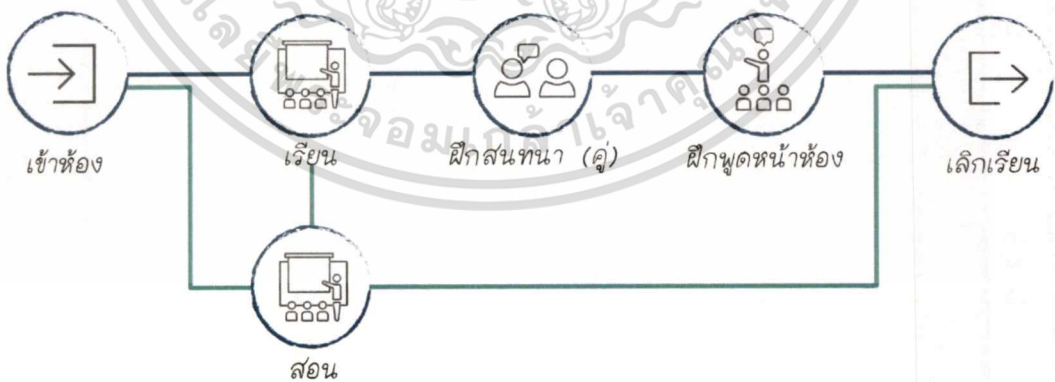 เข้าห้อง
เรียน
ฝึกสนทนา (คู่)
ฝึกพูดหน้าห้อง
เลิกเรียน
สอน